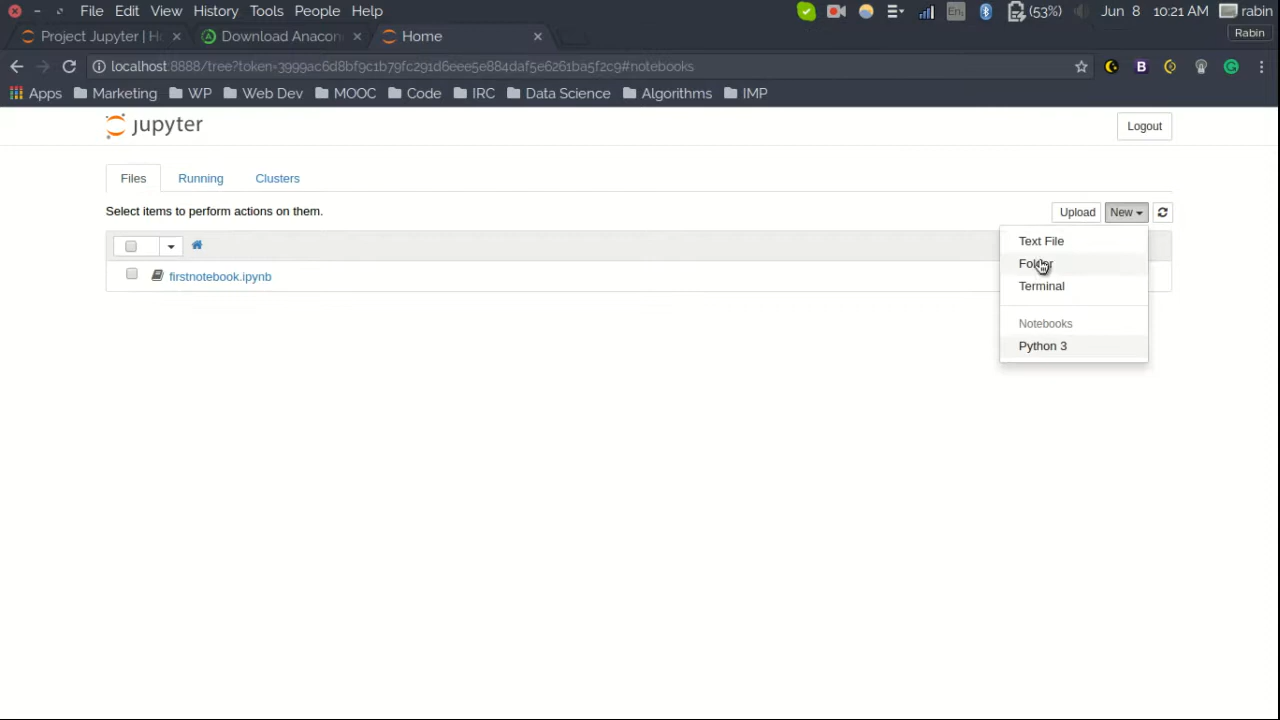 File Edit View History Tools People Help (53%) Jun 8 10:21 AM rabin
Project Jupyter | H Download Anacon Home Rabin
localhost:8888/tree?token=3999ac6d8bf9c1b79fc291d6eee5e884daf5e6261ba5f2c9#notebooks
Apps Marketing WP Web Dev MOOC Code IRC Data Science Algorithms IMP
jupyter Logout
Files Running Clusters
Select items to perform actions on them. Upload New
Text File
firstnotebook.ipynb
Folder
Terminal
Notebooks
Python 3